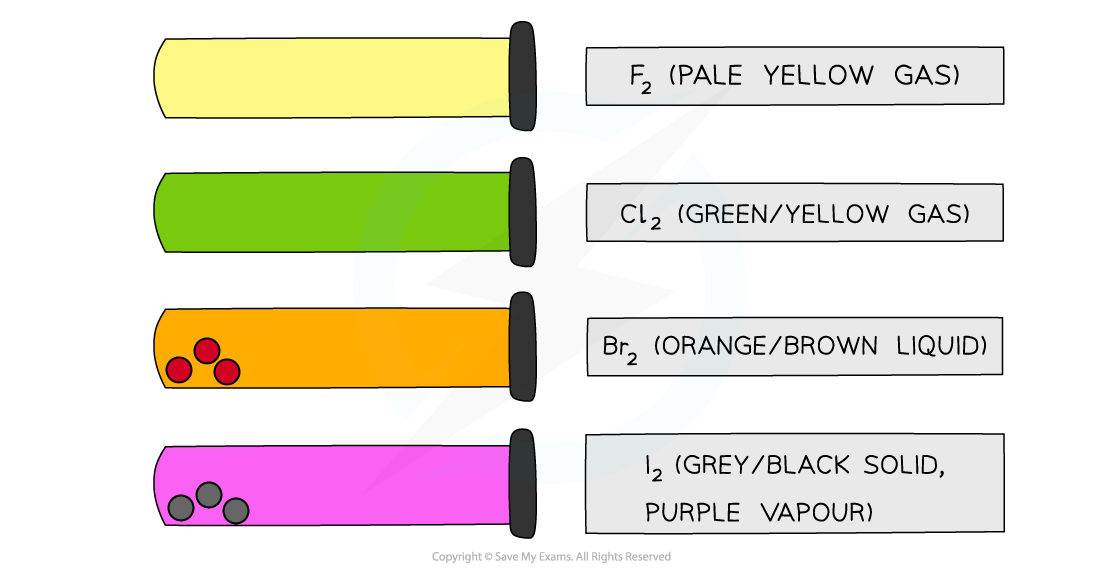 F₂ (PALE YELLOW GAS)
Cl₂ (GREEN/YELLOW GAS)
Br₂ (ORANGE/BROWN LIQUID)
I₂ (GREY/BLACK SOLID,
PURPLE VAPOUR)
Copyright © Save My Exams. All Rights Reserved